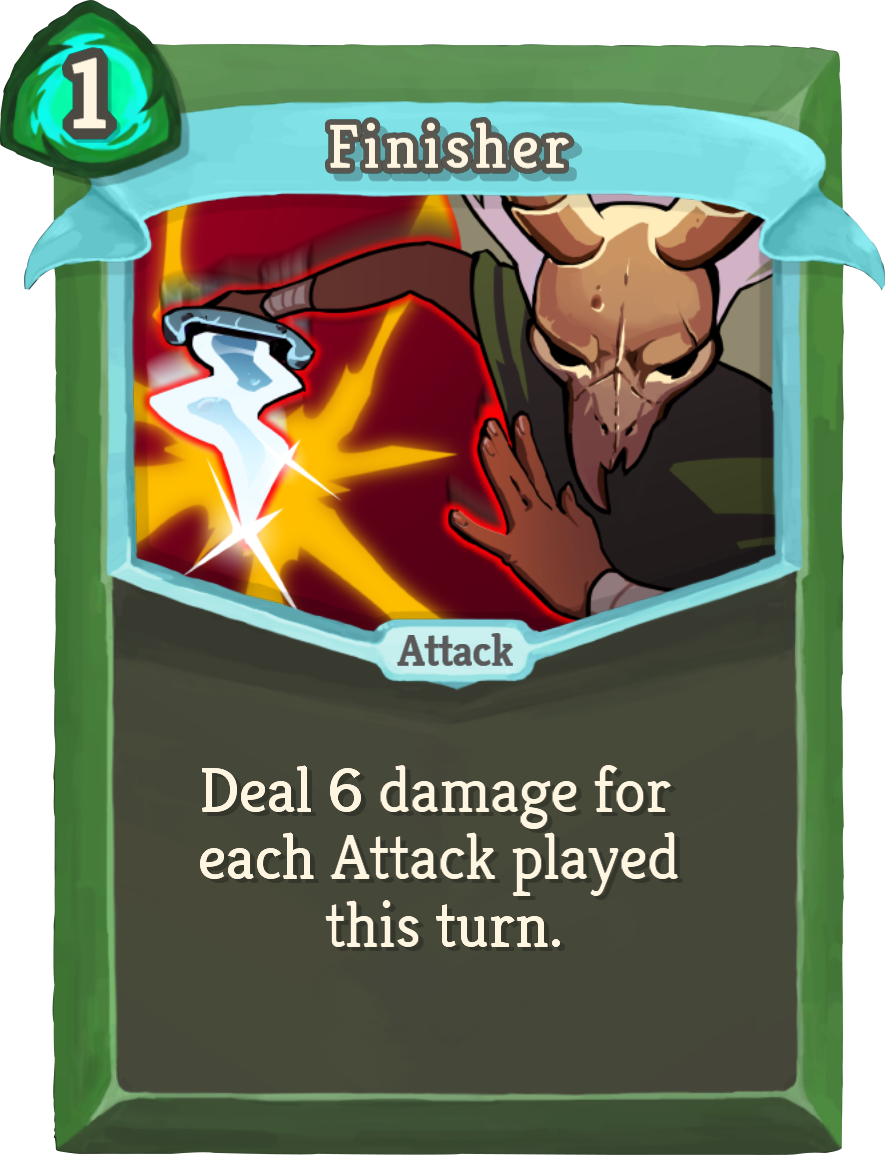 1
Finisher
Attack
Deal 6 damage for
each Attack played
this turn.